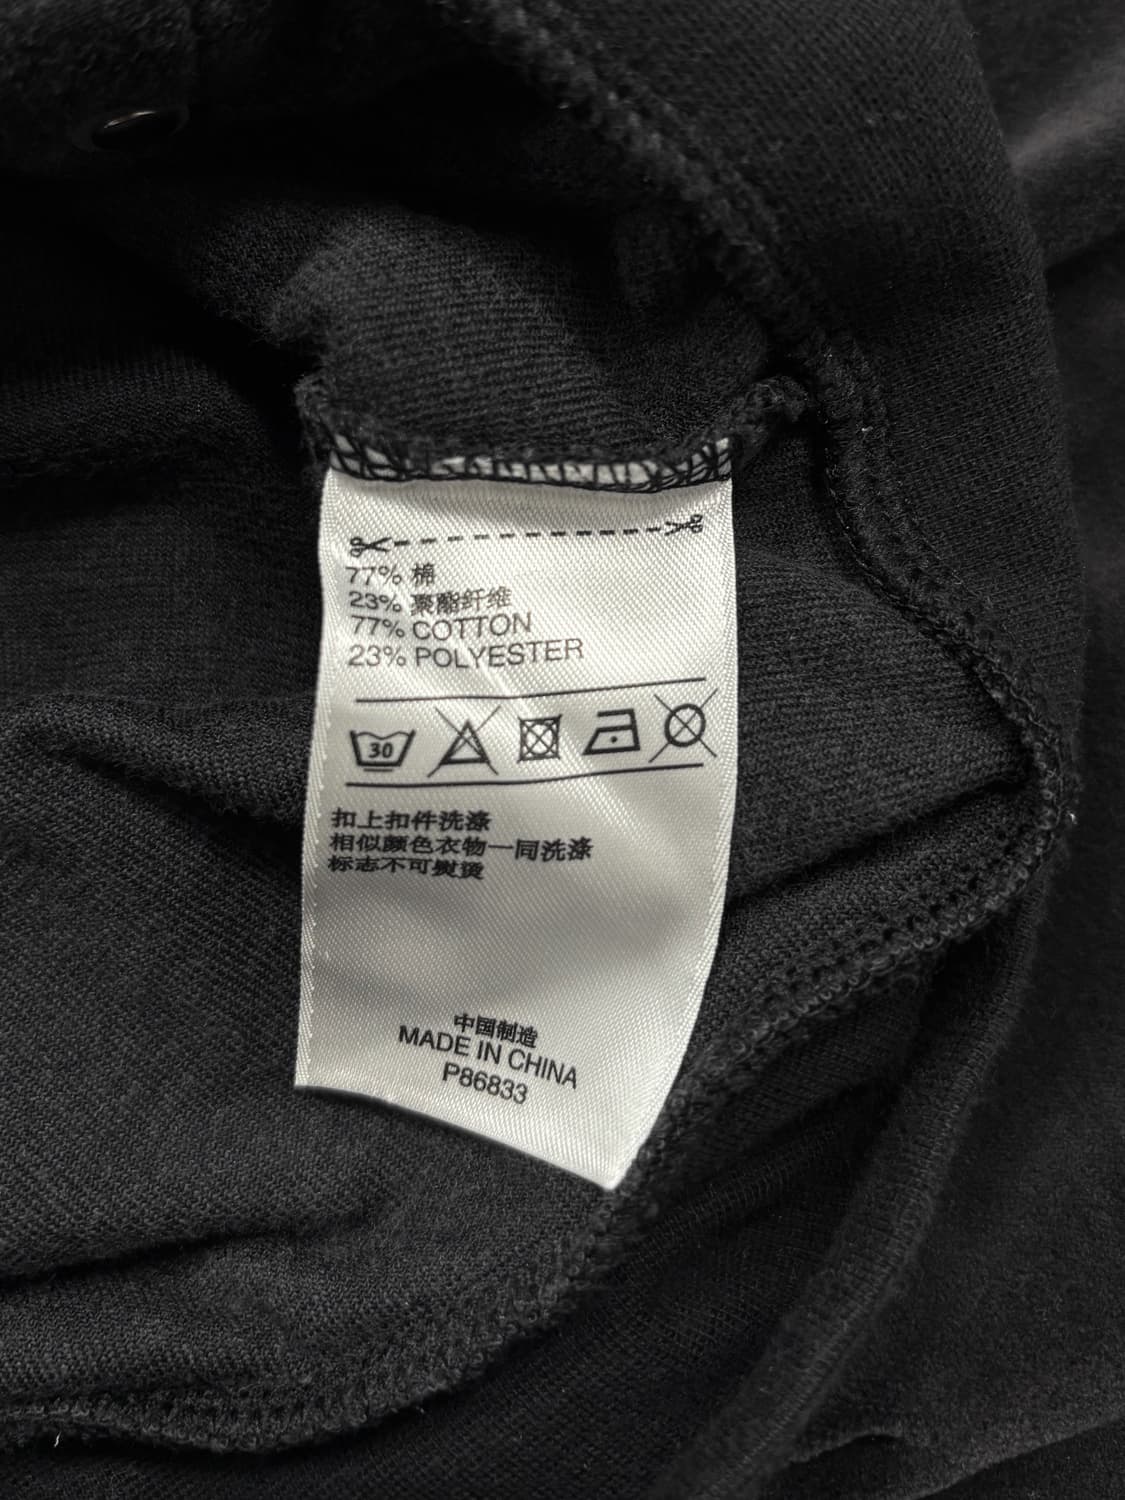 77% 棉
23% 聚酯纤维
77% COTTON
23% POLYESTER
30
扣上扣件洗涤
相似颜色衣物一同洗涤
标志不可熨烫
中国制造
MADE IN CHINA
P86833